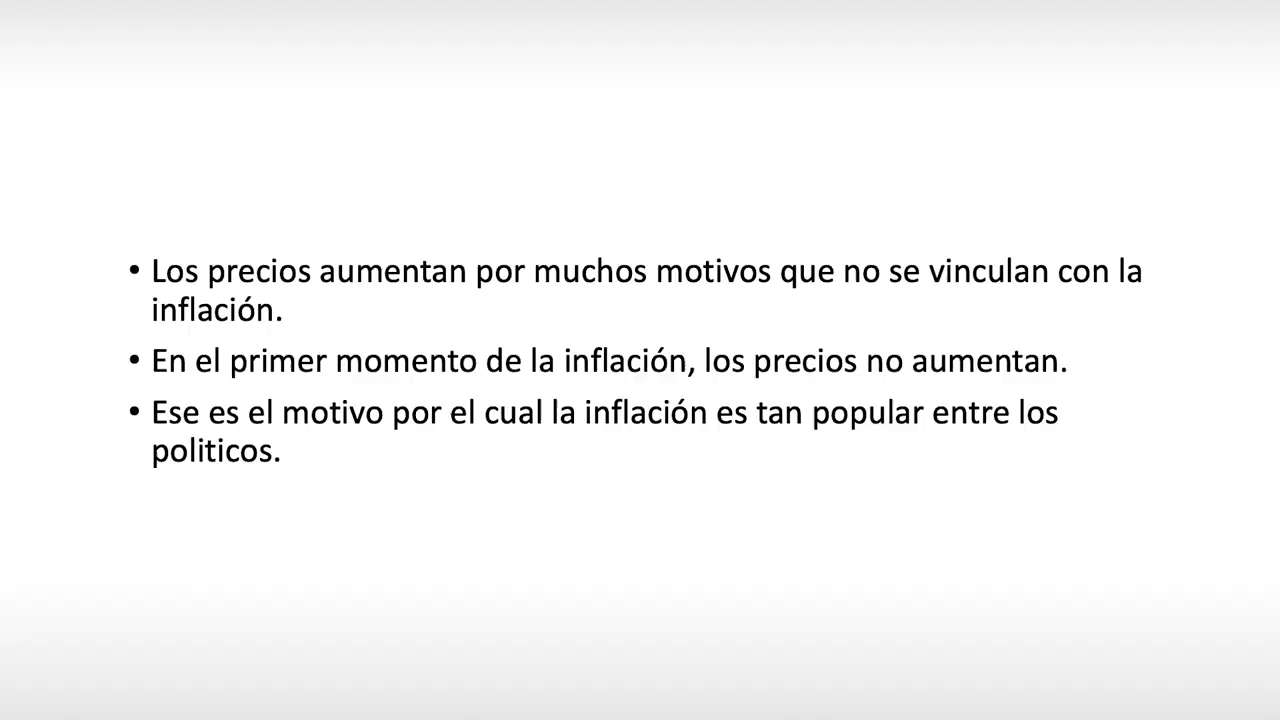 • Los precios aumentan por muchos motivos que no se vinculan con la
inflación.
• En el primer momento de la inflación, los precios no aumentan.
• Ese es el motivo por el cual la inflación es tan popular entre los
politicos.